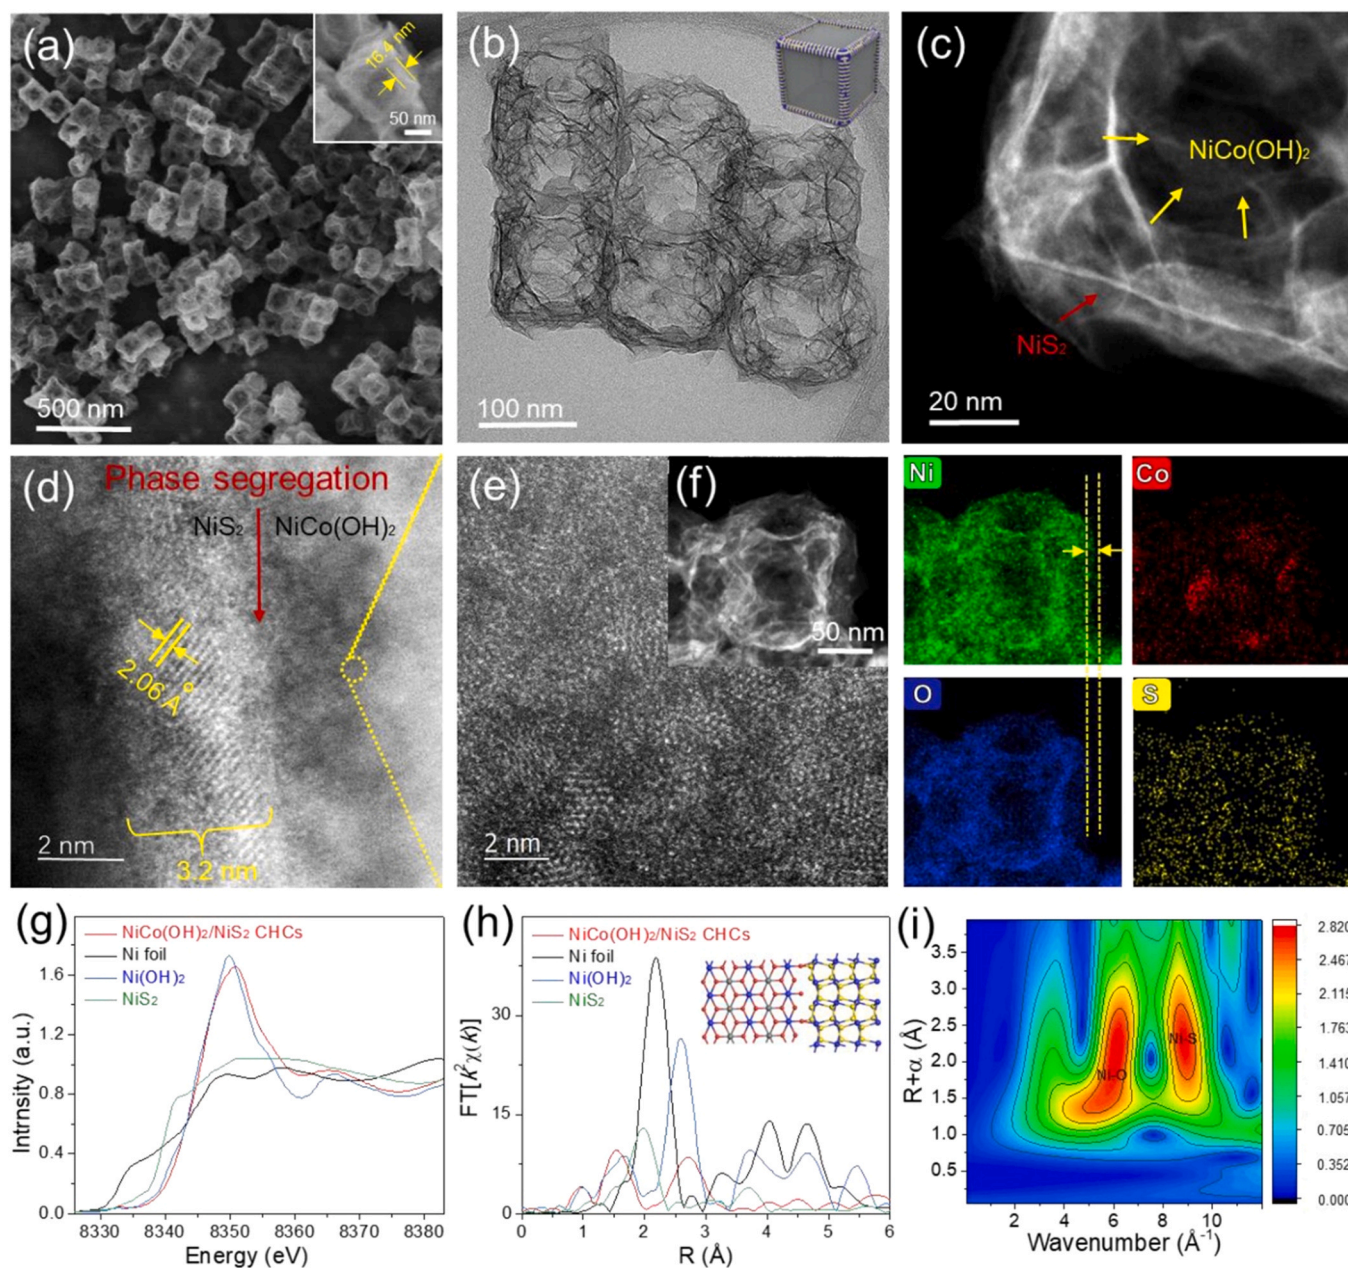 (a)
16.4 nm
50 nm
500 nm
(b)
100 nm
(c)
NiCo(OH)₂
NiS₂
20 nm
(d)
Phase segregation
NiS₂ NiCo(OH)₂
2.06 A°
2 nm
3.2 nm
(e)
2 nm
(f)
50 nm
Ni
Co
O
S
(g)
NiCo(OH)₂/NiS₂ CHCs
Ni foil
Ni(OH)₂
NiS₂
Intrnsity (a.u.)
1.6
1.2
0.8
0.4
0.0
8330 8340 8350 8360 8370 8380
Energy (eV)
(h)
NiCo(OH)₂/NiS₂ CHCs
Ni foil
Ni(OH)₂
NiS₂
FT[k²χ(k)]
30
15
0
0 1 2 3 4 5 6
R (Å)
(i)
R+α (Å)
3.5
3.0
2.5
2.0
1.5
1.0
0.5
Ni-S
Ni-O
2 4 6 8 10
Wavenumber (Å⁻¹)
2.820
2.467
2.115
1.763
1.410
1.057
0.705
0.352
0.000